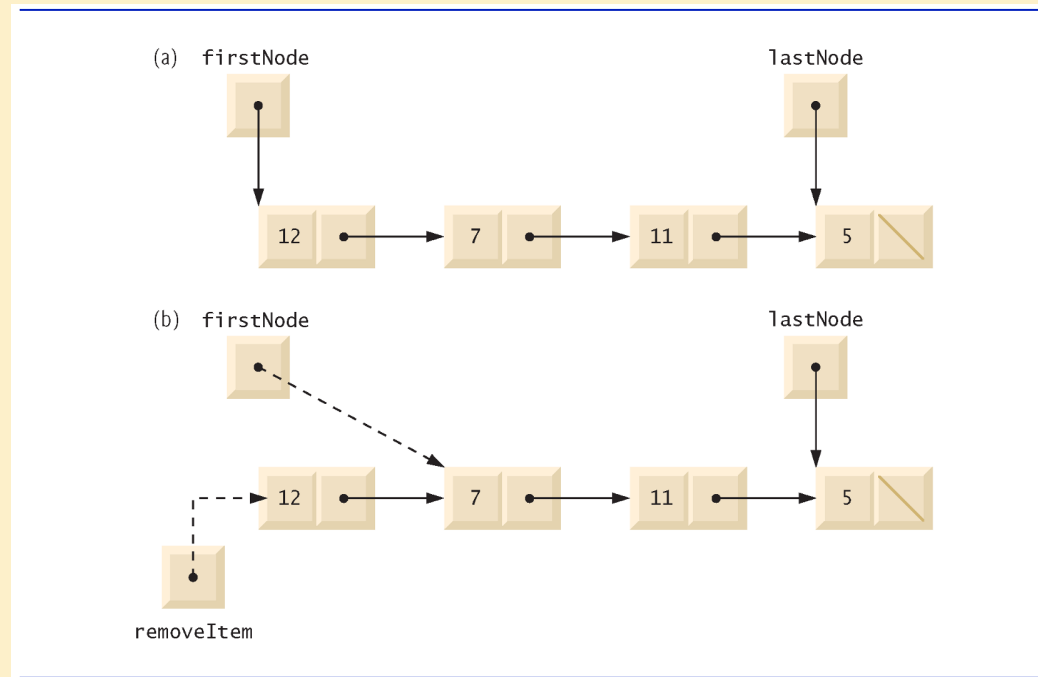 (a) firstNode lastNode
12 7 11 5
(b) firstNode lastNode
12 7 11 5
removeItem